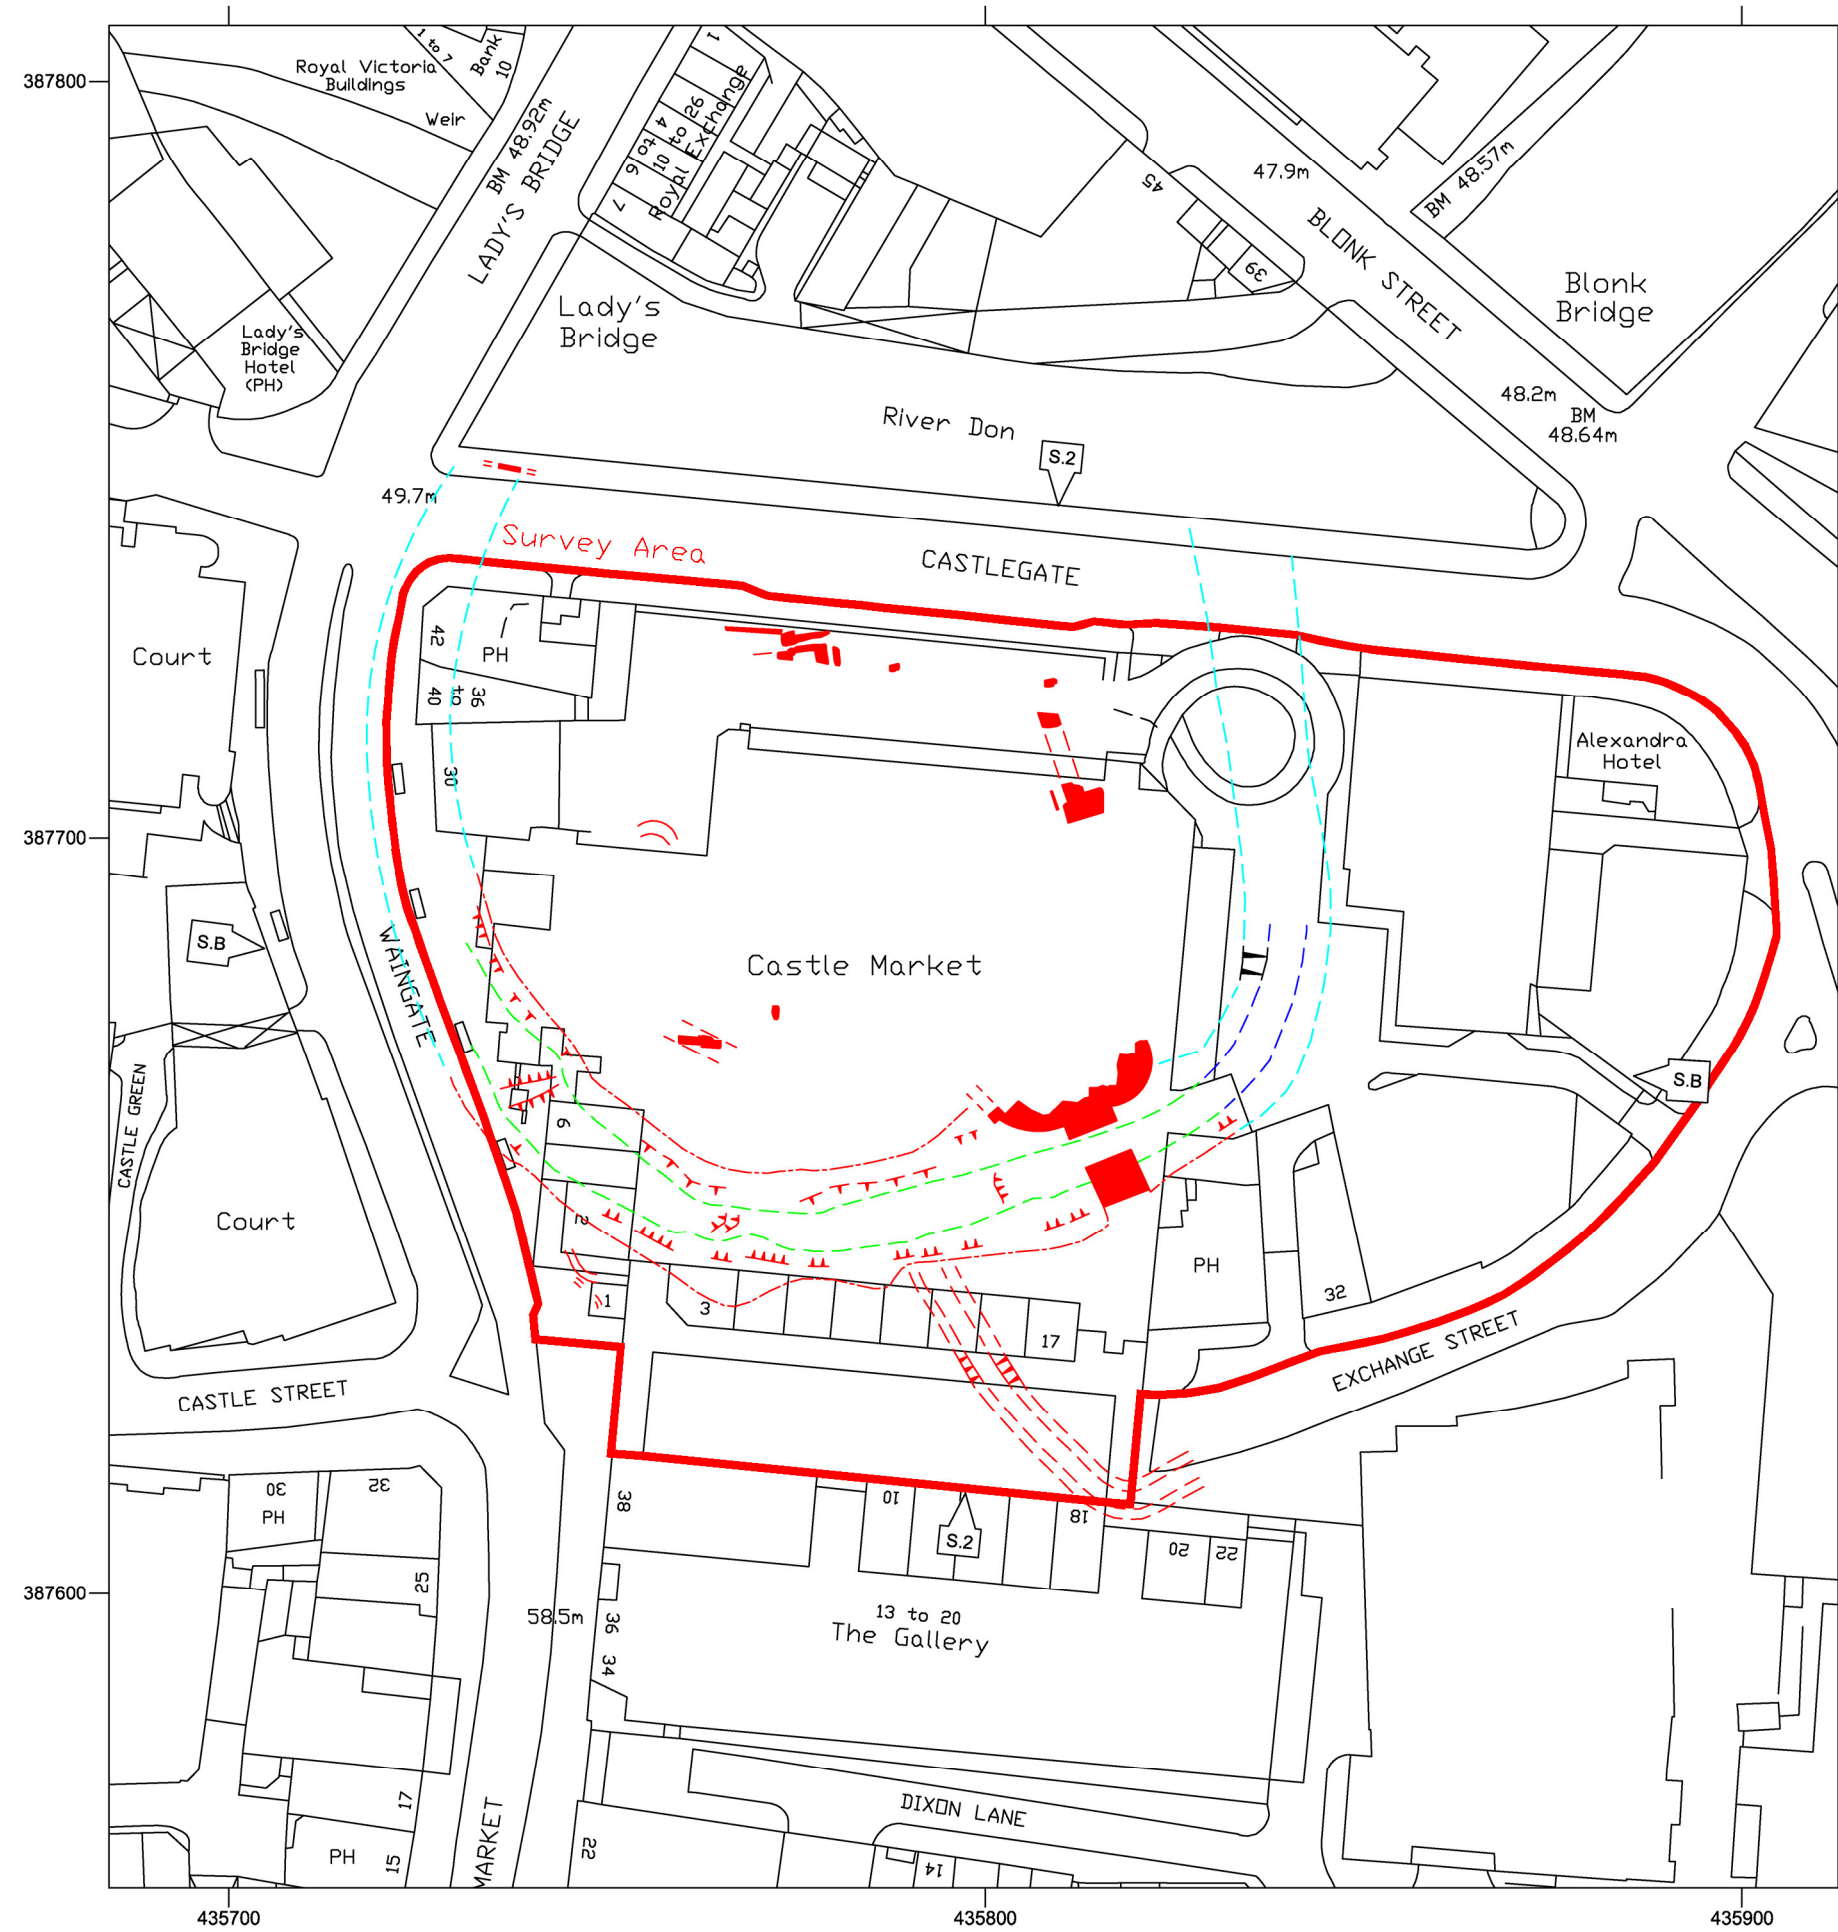 387800
387700
387600
435700
435800
435900
Royal Victoria
Buildings
1 to 7
Bank
10
Weir
BM 48.92m
LADY'S BRIDGE
1
4 to 26
6 to 10
7
Royal Exchange
Lady's
Bridge
Hotel
(PH)
Lady's
Bridge
45
39
47.9m
BM 48.57m
BLONK STREET
Blonk
Bridge
48.2m
BM
48.64m
River Don
S.2
49.7m
Survey Area
CASTLEGATE
Court
42
PH
40
to
36
30
Alexandra
Hotel
S.B
WAINGATE
Castle Market
S.B
CASTLE GREEN
Court
6
2
1
3
17
PH
32
EXCHANGE STREET
CASTLE STREET
30
PH
32
25
38
10
S.2
18
20
22
58.5m
36
34
13 to 20
The Gallery
17
PH
15
MARKET
22
DIXON LANE
14